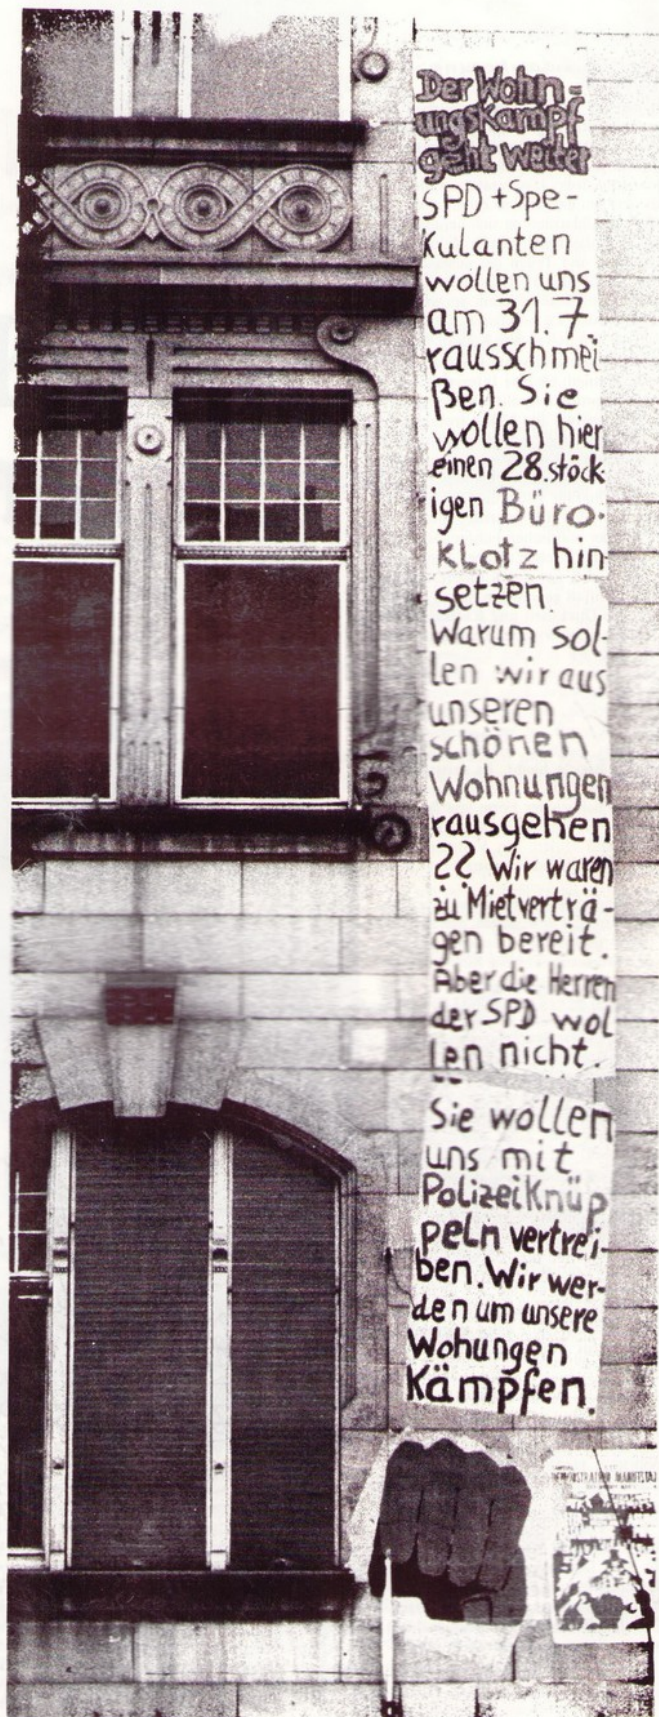 Der Wohn-
ungskampf
geht weiter
SPD + Spe-
kulanten
wollen uns
am 31.7.
rausschmei
ßen. Sie
wollen hier
einen 28.stöck
igen Büro-
klotz hin-
setzen.
Warum sol-
len wir aus
unseren
schönen
Wohnungen
rausgehen
?? Wir waren
zu Mietverträ-
gen bereit.
Aber die Herren
der SPD wol
len nicht.
Sie wollen
uns mit
Polizeiknüp
peln vertrei-
ben. Wir wer-
den um unsere
Wohungen
kämpfen.